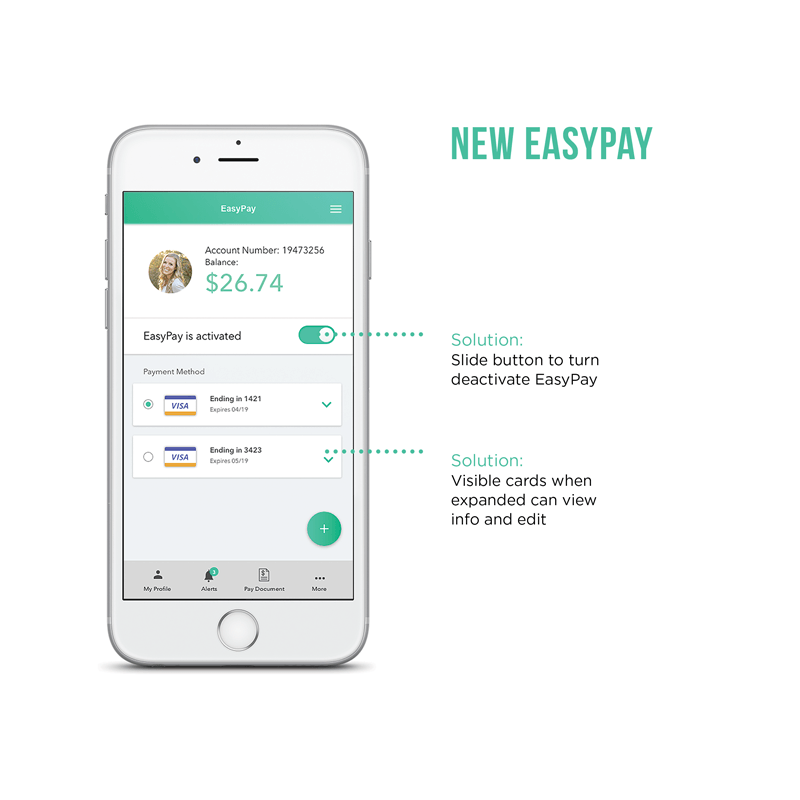 NEW EASYPAY
EasyPay
Account Number: 19473256
Balance:
$26.74
EasyPay is activated
Solution:
Slide button to turn
deactivate EasyPay
Payment Method
VISA
Ending in 1421
Expires 04/19
VISA
Ending in 3423
Expires 05/19
Solution:
Visible cards when
expanded can view
info and edit
+
3
$
My Profile
Alerts
Pay Document
More